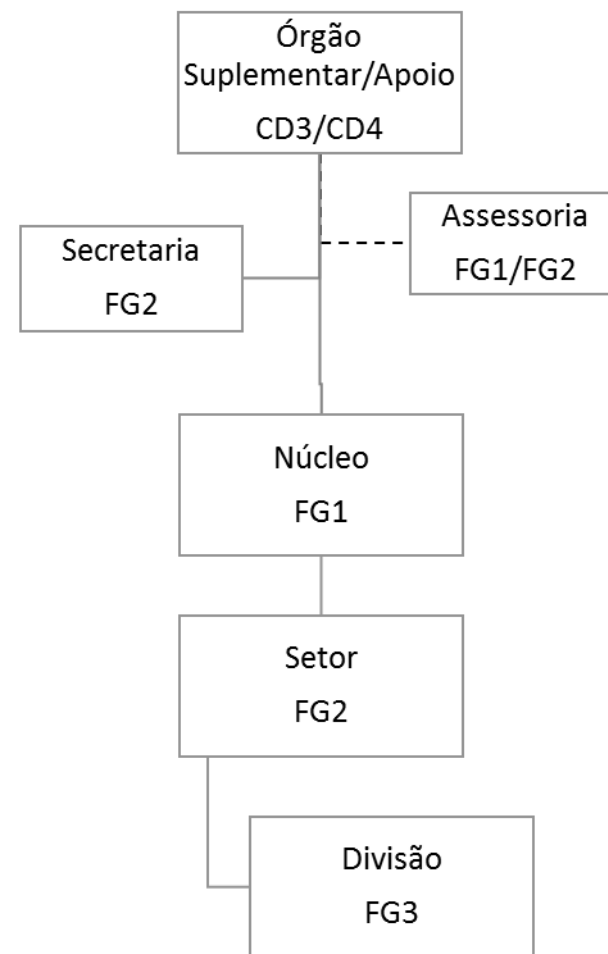 Órgão
Suplementar/Apoio
CD3/CD4
Assessoria
FG1/FG2
Secretaria
FG2
Núcleo
FG1
Setor
FG2
Divisão
FG3